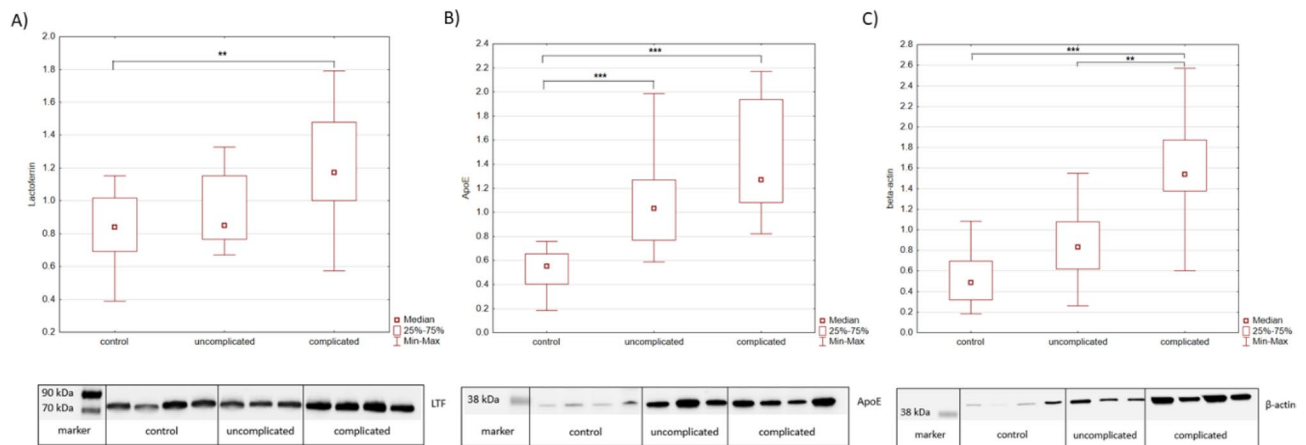 A)
2.0
1.8
1.6
1.4
1.2
1.0
0.8
0.6
0.4
0.2
Lactoferrin
**
control uncomplicated complicated
Median
25%-75%
Min-Max
90 kDa
70 kDa
LTF
marker control uncomplicated complicated
B)
2.4
2.2
2.0
1.8
1.6
1.4
1.2
1.0
0.8
0.6
0.4
0.2
0.0
ApoE
***
***
control uncomplicated complicated
Median
25%-75%
Min-Max
38 kDa
ApoE
marker control uncomplicated complicated
C)
2.8
2.6
2.4
2.2
2.0
1.8
1.6
1.4
1.2
1.0
0.8
0.6
0.4
0.2
0.0
beta-actin
***
**
control uncomplicated complicated
Median
25%-75%
Min-Max
38 kDa
β-actin
marker control uncomplicated complicated